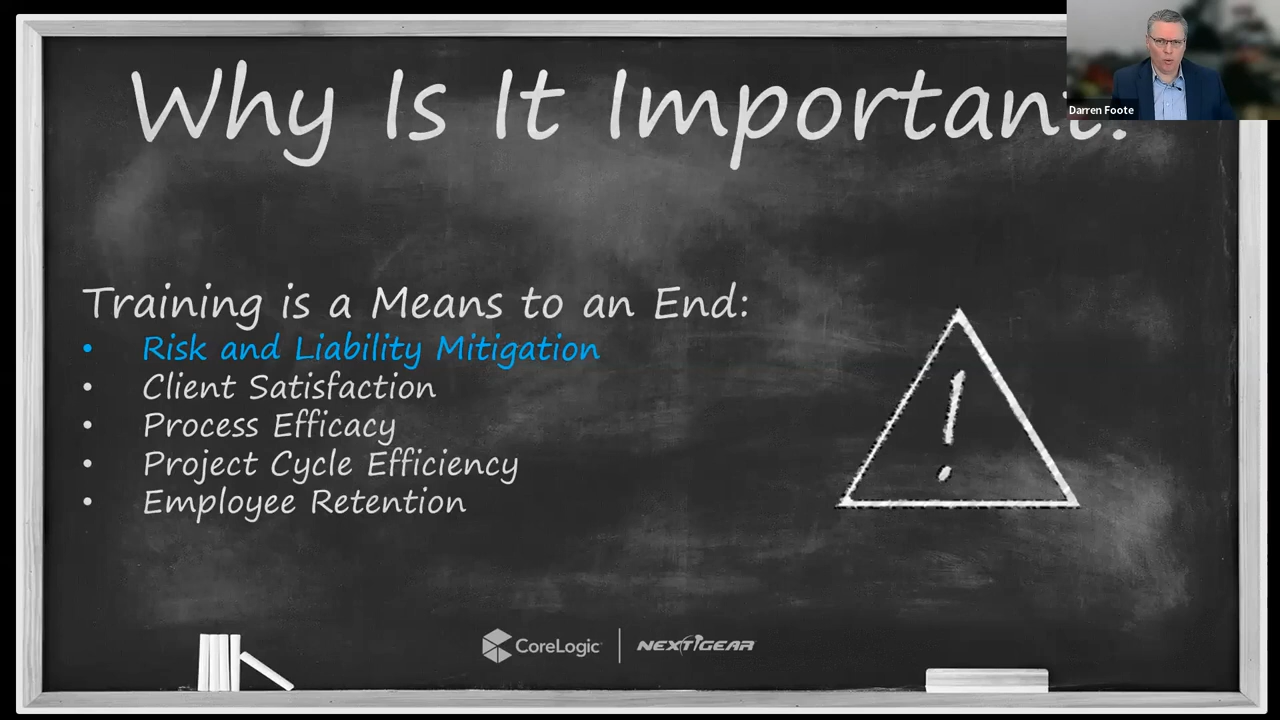 Why Is It Important?
Darren Foote
Training is a Means to an End:
• Risk and Liability Mitigation
• Client Satisfaction
• Process Efficacy
• Project Cycle Efficiency
• Employee Retention
CoreLogic | NEXTGEAR